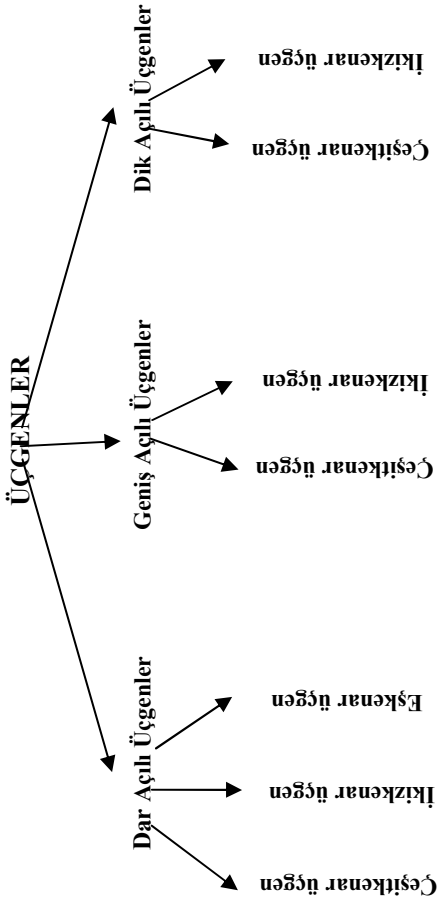 ÜÇGENLER
Dar Açılı Üçgenler
Geniş Açılı Üçgenler
Dik Açılı Üçgenler
Çeşitkenar üçgen
İkizkenar üçgen
Eşkenar üçgen
Çeşitkenar üçgen
İkizkenar üçgen
Çeşitkenar üçgen
İkizkenar üçgen